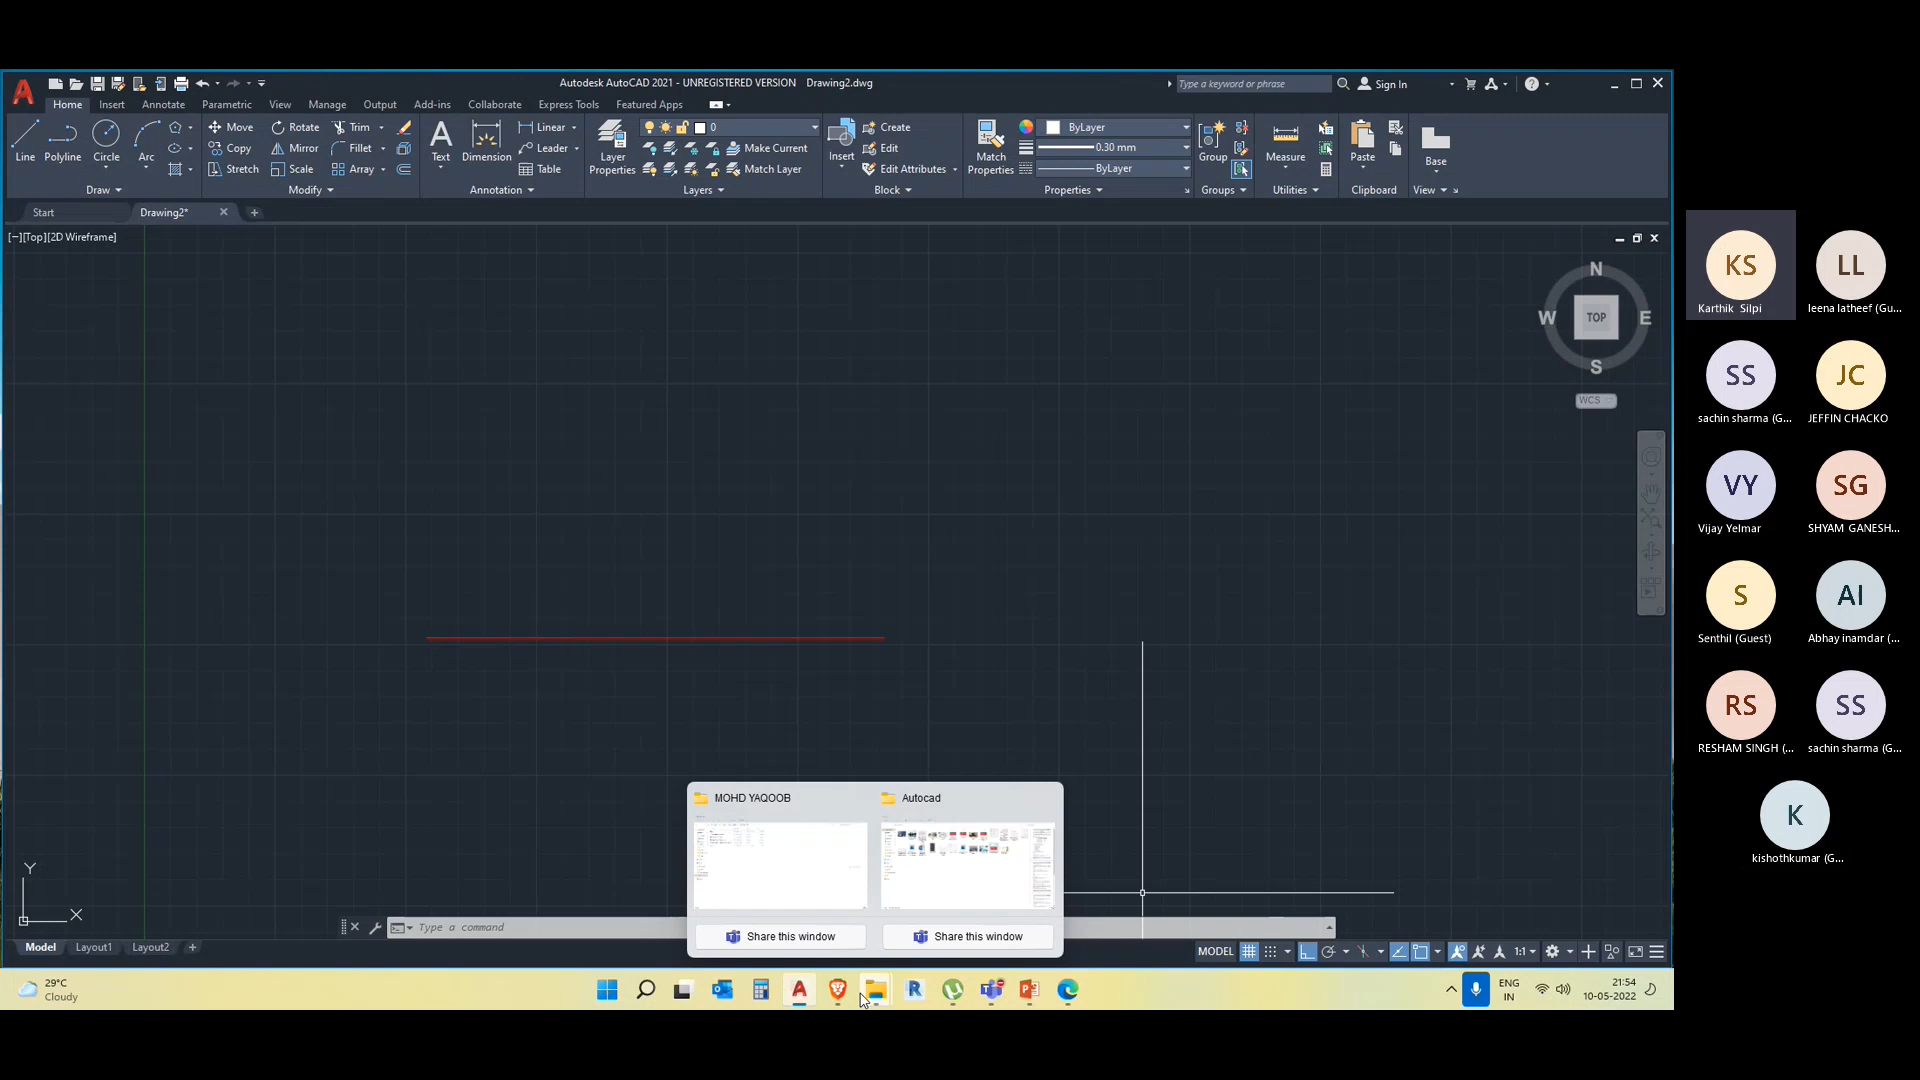 Autodesk AutoCAD 2021 - UNREGISTERED VERSION Drawing2.dwg
Type a keyword or phrase
Sign In
Home Insert Annotate Parametric View Manage Output Add-ins Collaborate Express Tools Featured Apps
Line
Polyline
Circle
Arc
Draw
Move
Copy
Stretch
Rotate
Mirror
Scale
Trim
Fillet
Array
Modify
Text
Dimension
Linear
Leader
Table
Annotation
Layer
Properties
0
Make Current
Match Layer
Layers
Insert
Create
Edit
Edit Attributes
Block
Match
Properties
ByLayer
0.30 mm
ByLayer
Properties
Group
Groups
Measure
Utilities
Paste
Clipboard
Base
View
Start
Drawing2*
[−][Top][2D Wireframe]
N
W
TOP
E
S
WCS
Y
X
MOHD YAQOOB
Autocad
Share this window
Share this window
Type a command
Model
Layout1
Layout2
MODEL
1:1
29°C
Cloudy
ENG
IN
21:54
10-05-2022
KS
Karthik Silpi
LL
leena latheef (Gu...
SS
sachin sharma (G...
JC
JEFFIN CHACKO
VY
Vijay Yelmar
SG
SHYAM GANESH...
S
Senthil (Guest)
AI
Abhay inamdar (...
RS
RESHAM SINGH (...
SS
sachin sharma (G...
K
kishothkumar (G...